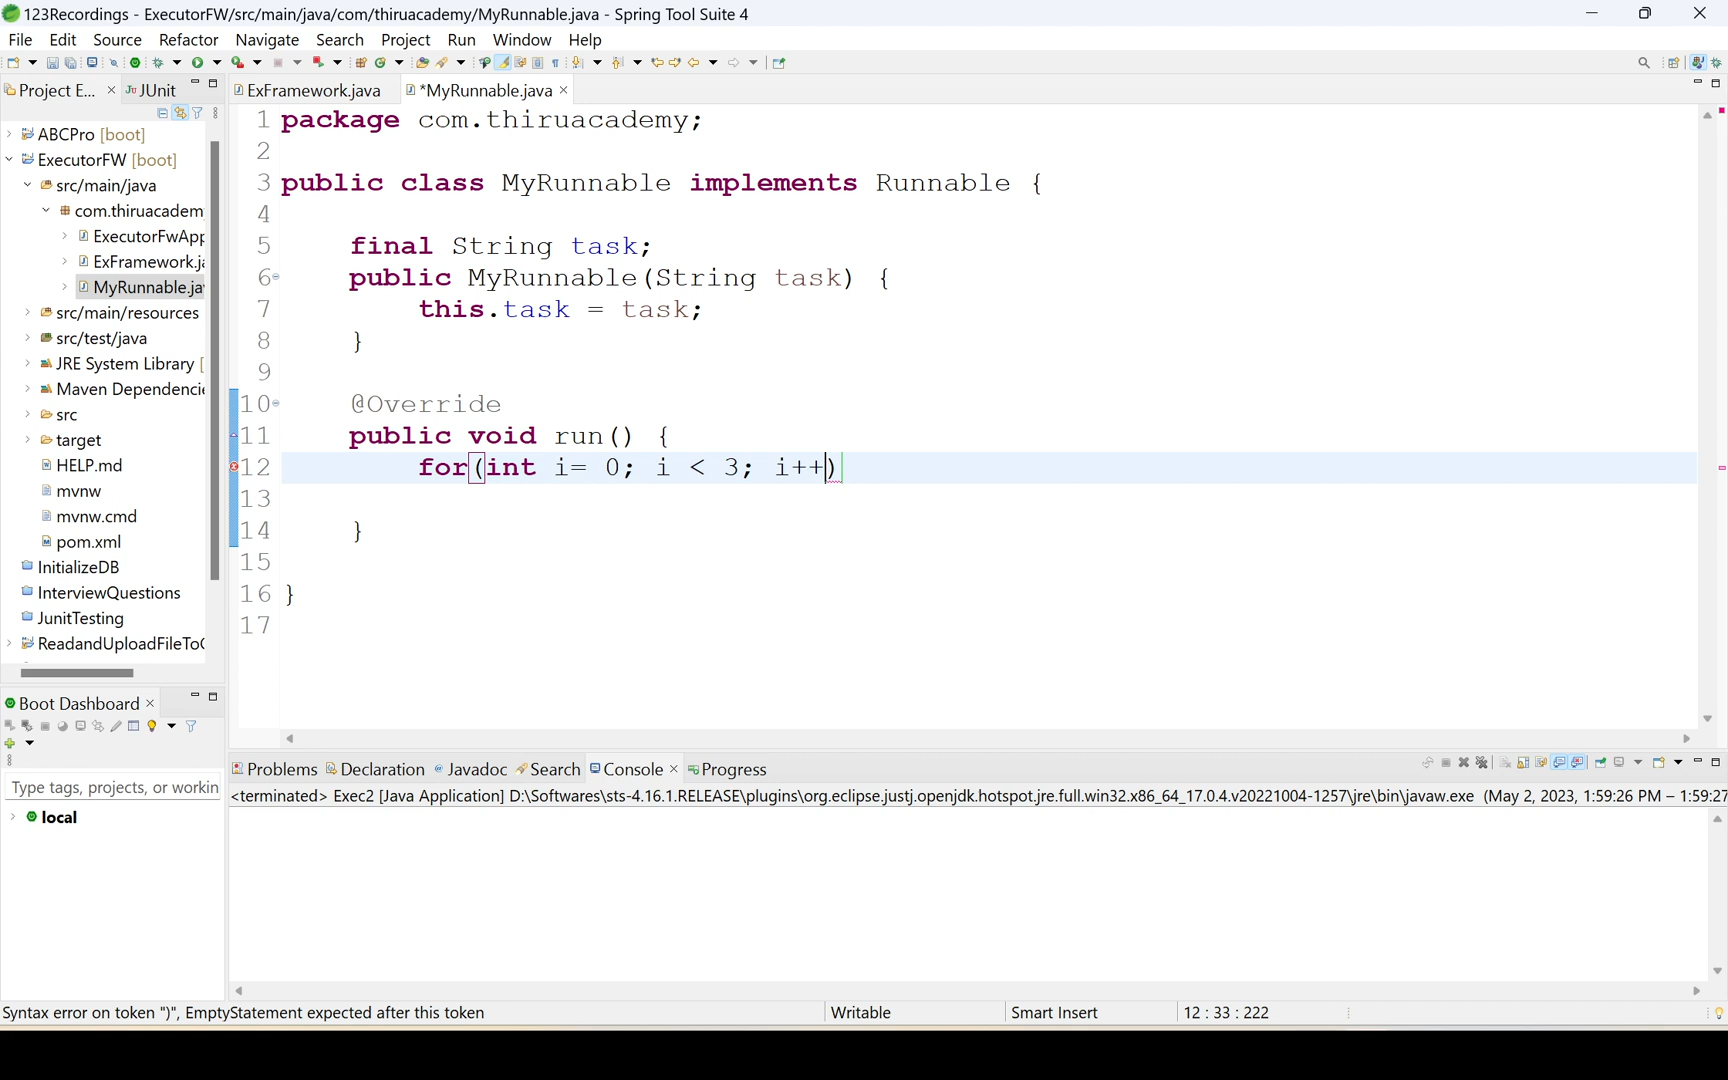 123Recordings - ExecutorFW/src/main/java/com/thiruacademy/MyRunnable.java - Spring Tool Suite 4
File Edit Source Refactor Navigate Search Project Run Window Help
Project E... JUnit
ExFramework.java *MyRunnable.java
ABCPro [boot]
ExecutorFW [boot]
src/main/java
com.thiruacadem
ExecutorFwApp
ExFramework.ja
MyRunnable.ja
src/main/resources
src/test/java
JRE System Library [
Maven Dependencie
src
target
HELP.md
mvnw
mvnw.cmd
pom.xml
InitializeDB
InterviewQuestions
JunitTesting
ReadandUploadFileTo
1 package com.thiruacademy;
2
3 public class MyRunnable implements Runnable {
4
5 final String task;
6 public MyRunnable(String task) {
7 this.task = task;
8 }
9
10 @Override
11 public void run() {
12 for(int i= 0; i < 3; i++)
13
14 }
15
16 }
17
Boot Dashboard
Type tags, projects, or workin
local
Problems Declaration Javadoc Search Console Progress
<terminated> Exec2 [Java Application] D:\Softwares\sts-4.16.1.RELEASE\plugins\org.eclipse.justj.openjdk.hotspot.jre.full.win32.x86_64_17.0.4.v20221004-1257\jre\bin\javaw.exe (May 2, 2023, 1:59:26 PM – 1:59:27
Syntax error on token ")", EmptyStatement expected after this token
Writable
Smart Insert
12 : 33 : 222